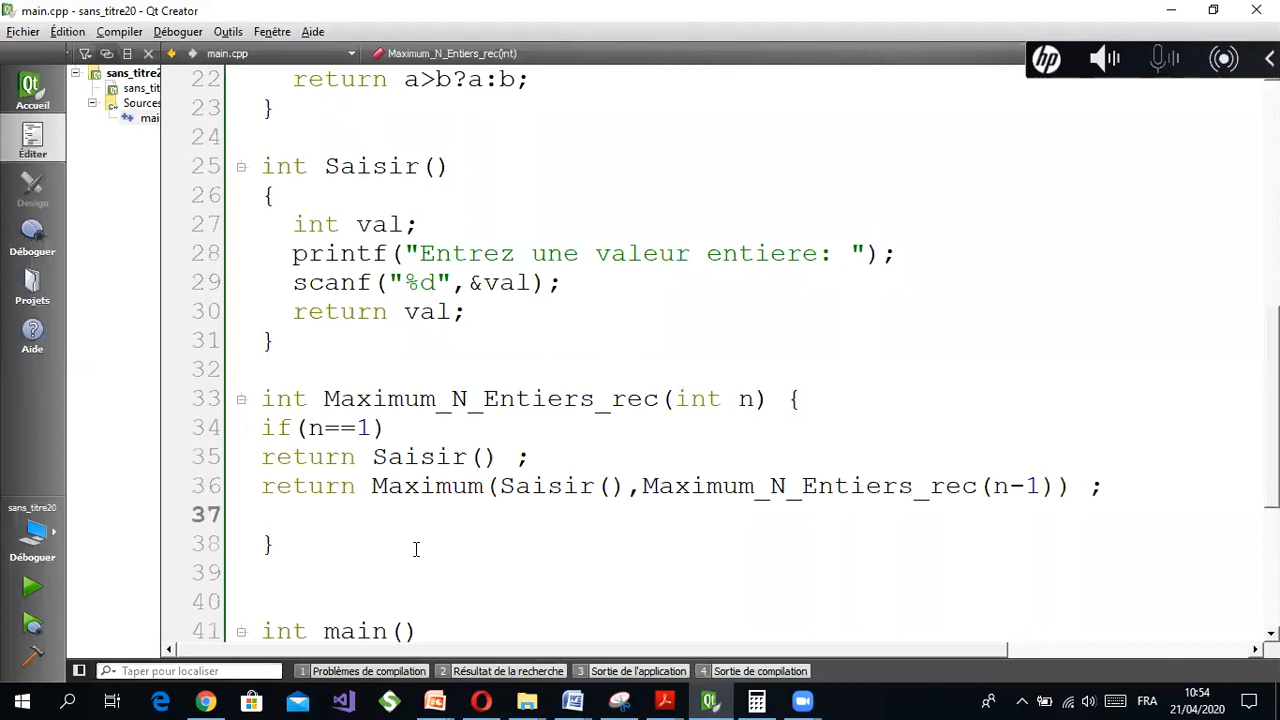 main.cpp - sans_titre20 - Qt Creator
Fichier Édition Compiler Déboguer Outils Fenêtre Aide
main.cpp Maximum_N_Entiers_rec(int)
Accueil
Éditer
Design
Déboguer
Projets
Aide
sans_titre20
Déboguer
sans_titre2
sans_tit
Sources
mai
hp
22 return a>b?a:b;
23 }
24
25 int Saisir()
26 {
27 int val;
28 printf("Entrez une valeur entiere: ");
29 scanf("%d",&val);
30 return val;
31 }
32
33 int Maximum_N_Entiers_rec(int n) {
34 if(n==1)
35 return Saisir() ;
36 return Maximum(Saisir(),Maximum_N_Entiers_rec(n-1)) ;
37
38 }
39
40
41 int main()
Taper pour localiser 1 Problèmes de compilation 2 Résultat de la recherche 3 Sortie de l'application 4 Sortie de compilation
FRA
10:54
21/04/2020